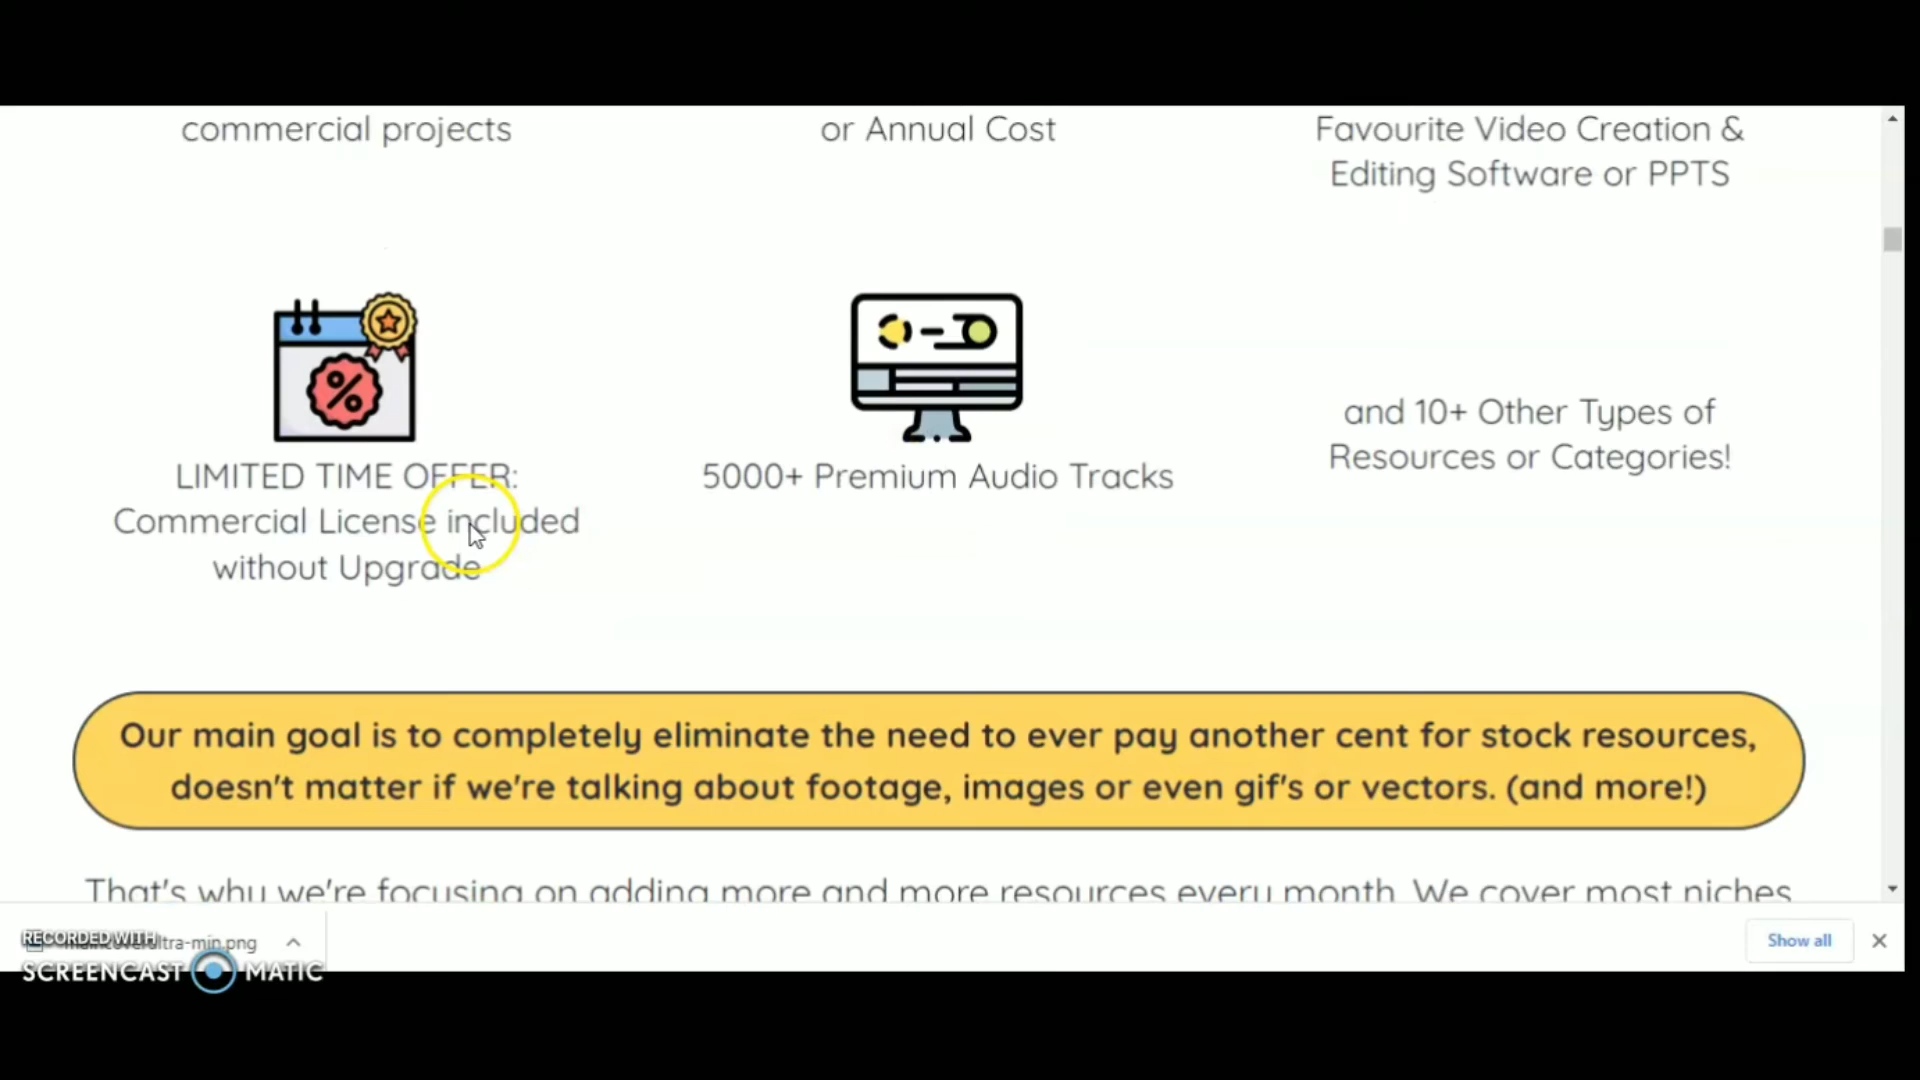 commercial projects
or Annual Cost
Favourite Video Creation &
Editing Software or PPTS
LIMITED TIME OFFER:
Commercial License included
without Upgrade
5000+ Premium Audio Tracks
and 10+ Other Types of
Resources or Categories!
Our main goal is to completely eliminate the need to ever pay another cent for stock resources,
doesn't matter if we're talking about footage, images or even gif's or vectors. (and more!)
That's why we're focusing on adding more and more resources every month. We cover most niches
RECORDED WITH
SCREENCAST MATIC
maincoverultra-min.png
Show all